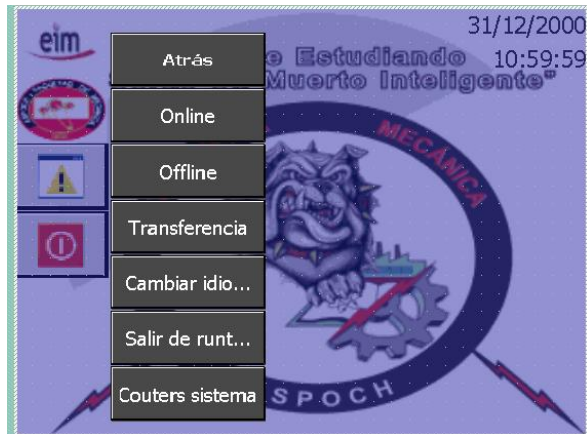 31/12/2000
eim
Atrás
e Estudiando
10:59:59
Muerto Inteligente"
Online
MECÁNICA
Offline
Transferencia
Cambiar idio...
Salir de runt...
Couters sistema
SPOCH